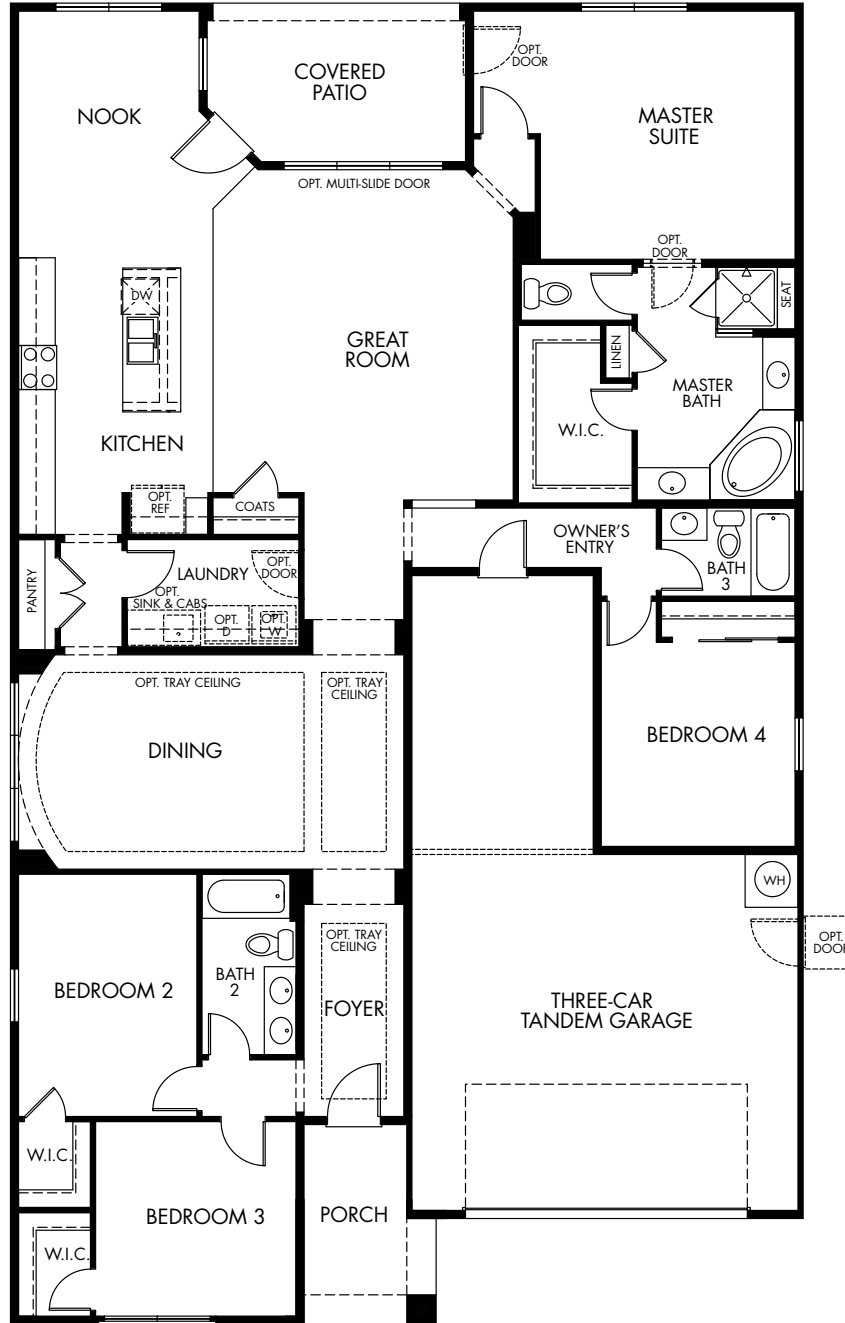 COVERED
PATIO
OPT.
DOOR
NOOK
MASTER
SUITE
OPT. MULTI-SLIDE DOOR
OPT.
DOOR
DW
SEAT
GREAT
ROOM
LINEN
MASTER
BATH
W.I.C.
KITCHEN
OPT.
REF
COATS
OWNER'S
ENTRY
BATH
3
PANTRY
LAUNDRY
OPT.
DOOR
OPT.
SINK & CABS
OPT.
D
OPT.
W
OPT. TRAY CEILING
OPT. TRAY
CEILING
DINING
BEDROOM 4
WH
OPT.
DOOR
OPT. TRAY
CEILING
BATH
2
BEDROOM 2
FOYER
THREE-CAR
TANDEM GARAGE
W.I.C.
BEDROOM 3
PORCH
W.I.C.